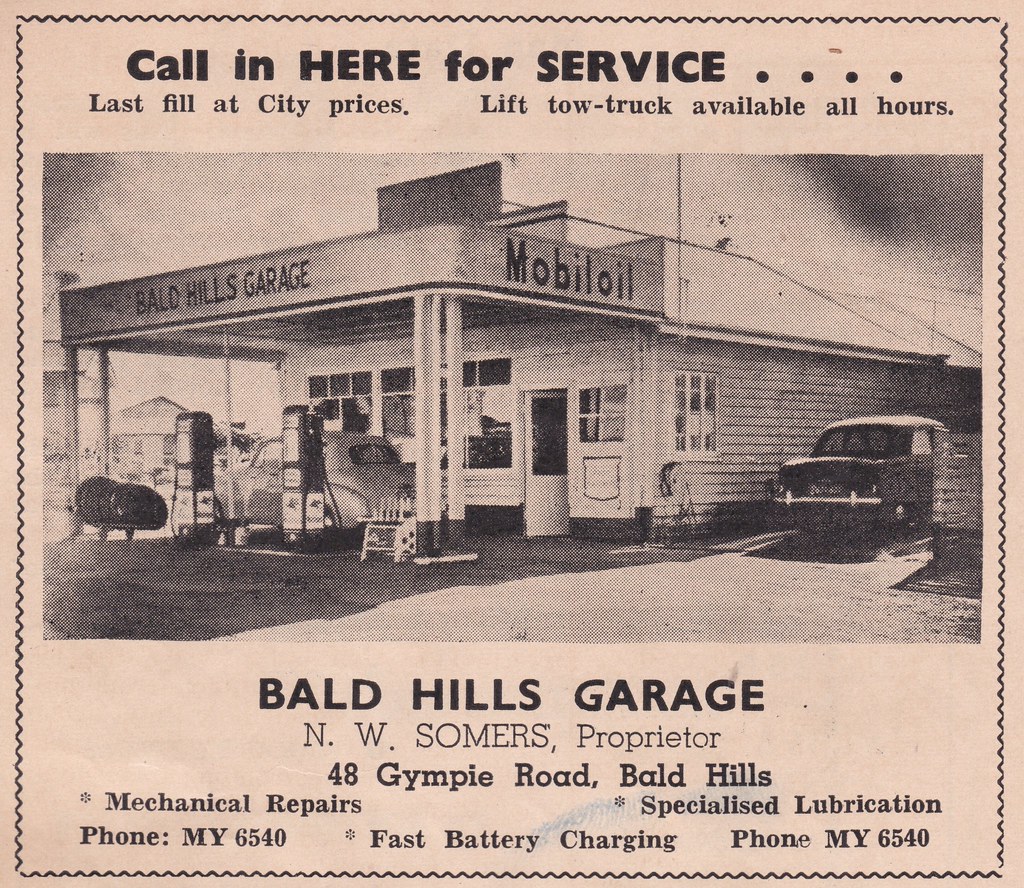 Call in HERE for SERVICE . . . .
Last fill at City prices. Lift tow-truck available all hours.
BALD HILLS GARAGE
Mobiloil
BALD HILLS GARAGE
N. W. SOMERS, Proprietor
48 Gympie Road, Bald Hills
* Mechanical Repairs * Specialised Lubrication
Phone: MY 6540 * Fast Battery Charging Phone MY 6540